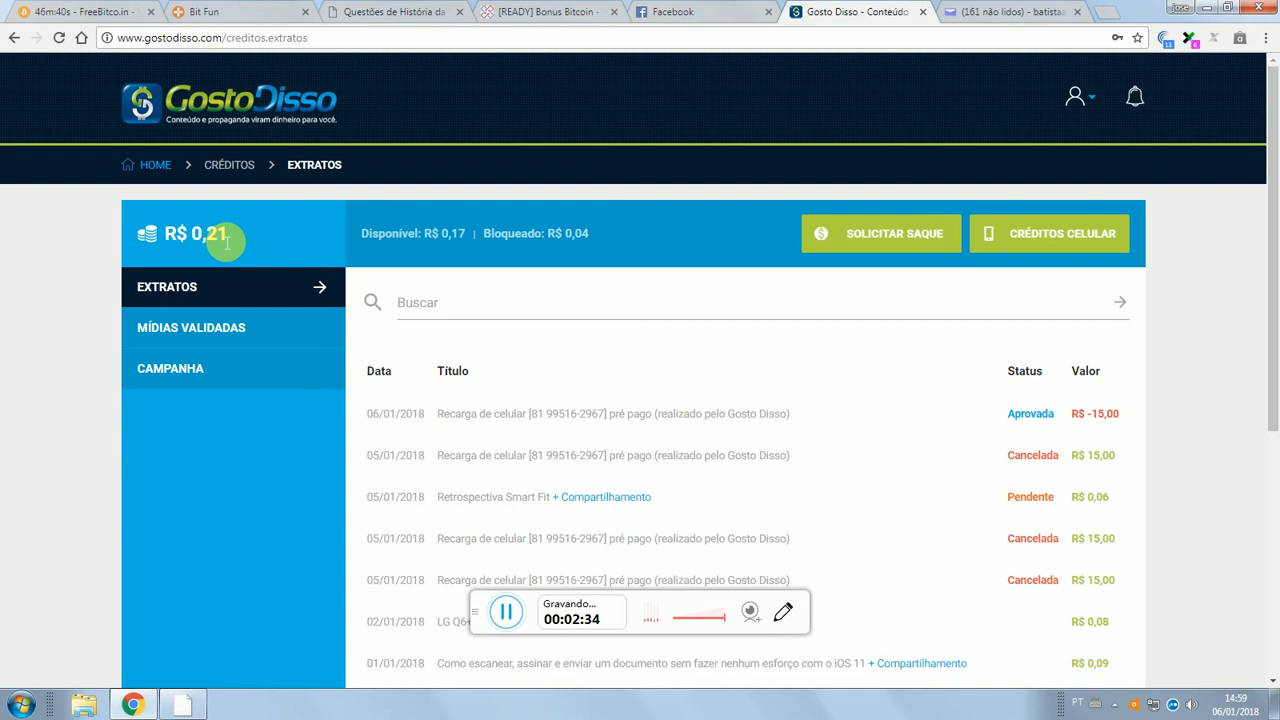 46m:40s - FreeBitco.in -
Bit Fun
Questões de História da
[READY] Bonus Bitcoin -
Facebook
Gosto Disso - Conteúdo
(161 não lidos) - batistaa
jose
www.gostodisso.com/creditos.extratos
13
6
GostoDisso
Conteúdo e propaganda viram dinheiro para você.
HOME > CRÉDITOS > EXTRATOS
R$ 0,21
Disponível: R$ 0,17 | Bloqueado: R$ 0,04
SOLICITAR SAQUE
CRÉDITOS CELULAR
EXTRATOS
MÍDIAS VALIDADAS
CAMPANHA
Buscar
Data Título Status Valor
06/01/2018 Recarga de celular [81 99516-2967] pré pago (realizado pelo Gosto Disso) Aprovada R$ -15,00
05/01/2018 Recarga de celular [81 99516-2967] pré pago (realizado pelo Gosto Disso) Cancelada R$ 15,00
05/01/2018 Retrospectiva Smart Fit + Compartilhamento Pendente R$ 0,06
05/01/2018 Recarga de celular [81 99516-2967] pré pago (realizado pelo Gosto Disso) Cancelada R$ 15,00
05/01/2018 Recarga de celular [81 99516-2967] pré pago (realizado pelo Gosto Disso) Cancelada R$ 15,00
02/01/2018 LG Q6 R$ 0,08
Gravando...
00:02:34
01/01/2018 Como escanear, assinar e enviar um documento sem fazer nenhum esforço com o iOS 11 + Compartilhamento R$ 0,09
PT
14:59
06/01/2018